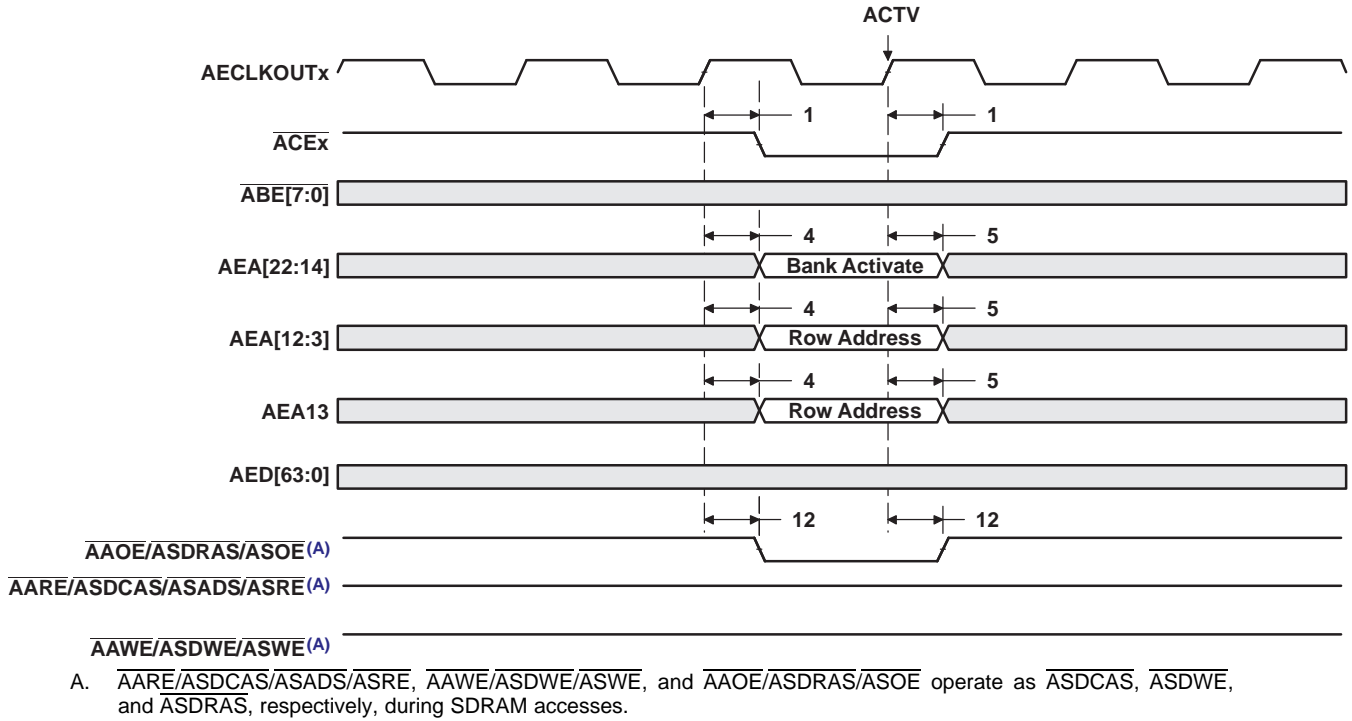 ACTV
AECLKOUTx
1 1
ACEx
ABE[7:0]
4 5
AEA[22:14] Bank Activate
4 5
AEA[12:3] Row Address
4 5
AEA13 Row Address
AED[63:0]
12 12
AAOE/ASDRAS/ASOE(A)
AARE/ASDCAS/ASADS/ASRE(A)
AAWE/ASDWE/ASWE(A)
A. AARE/ASDCAS/ASADS/ASRE, AAWE/ASDWE/ASWE, and AAOE/ASDRAS/ASOE operate as ASDCAS, ASDWE,
and ASDRAS, respectively, during SDRAM accesses.